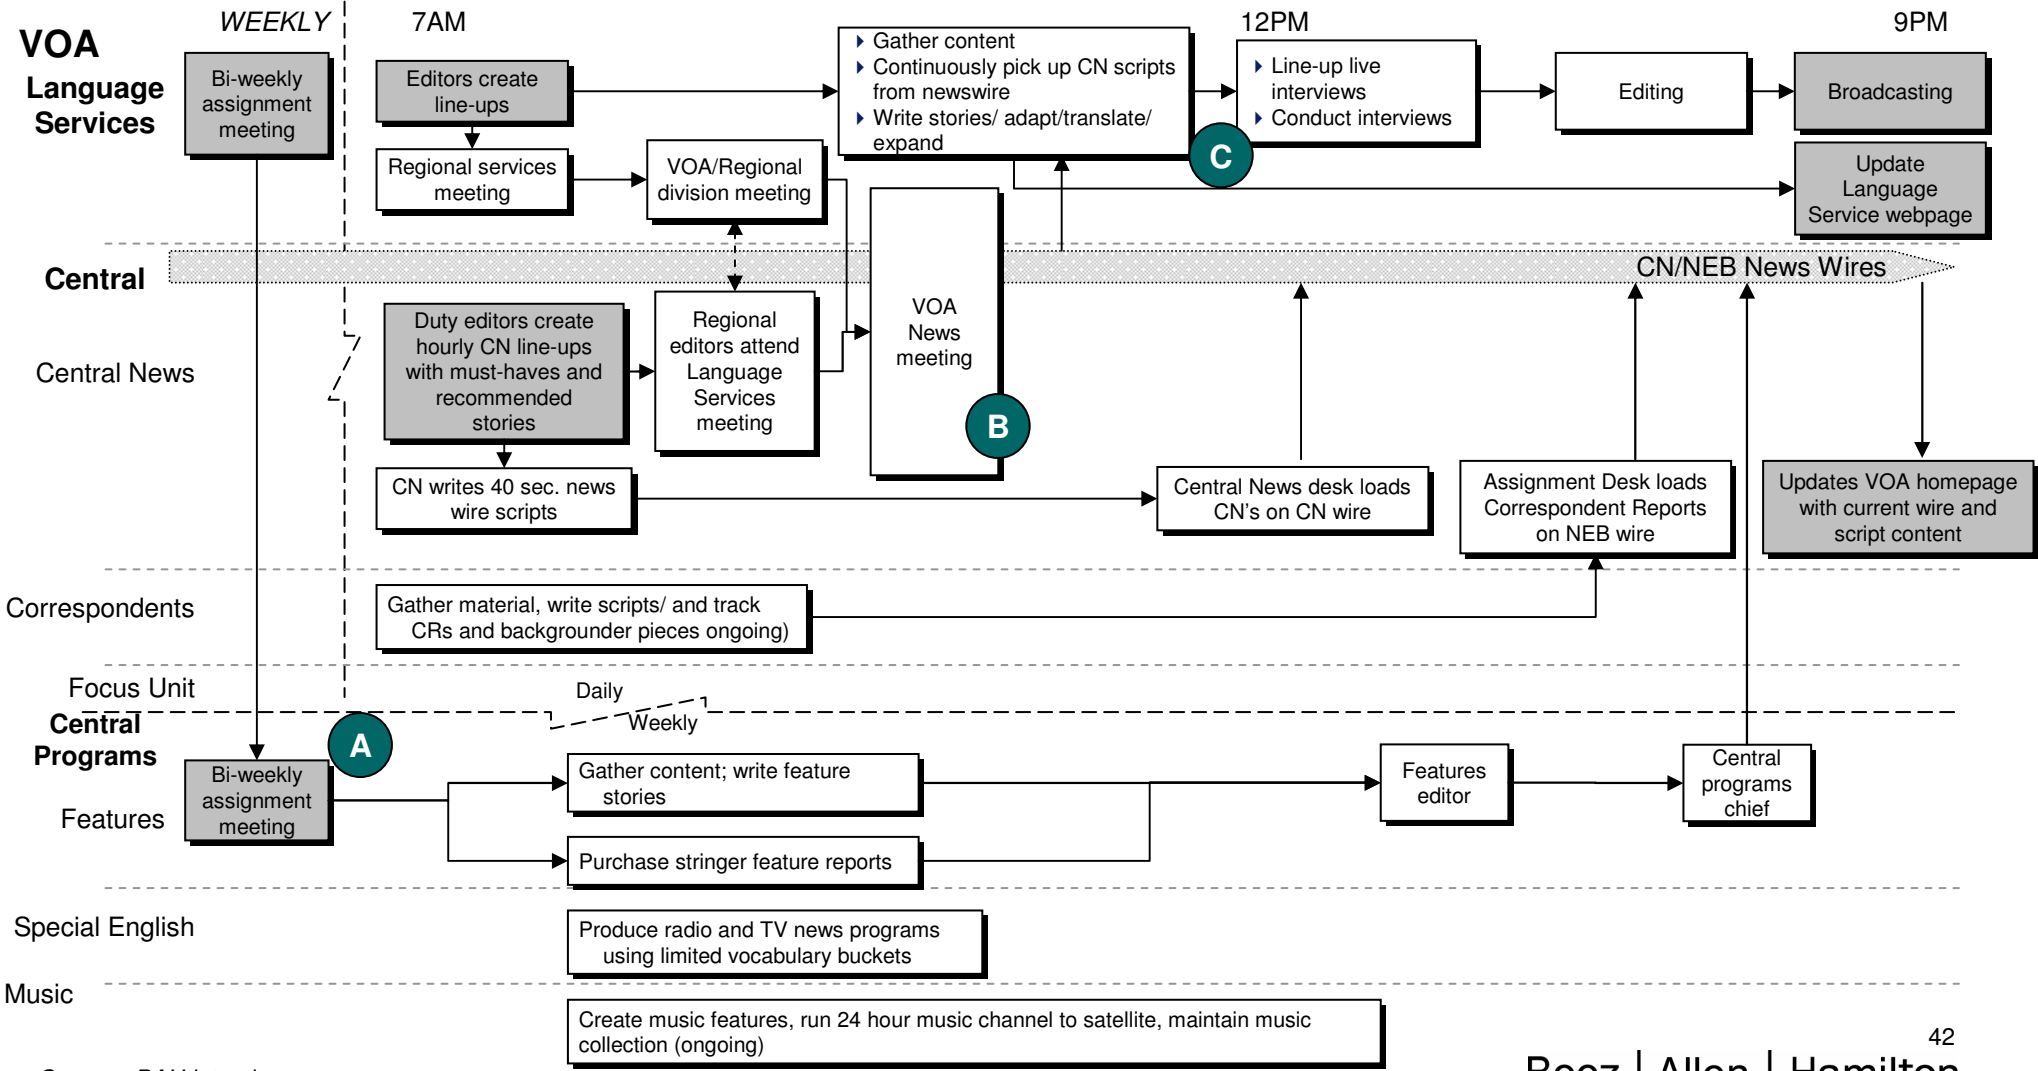 WEEKLY
7AM
12PM
9PM
VOA
Language
Services
Bi-weekly
assignment
meeting
Editors create
line-ups
Gather content
Continuously pick up CN scripts
from newswire
Write stories/ adapt/translate/
expand
Line-up live
interviews
Conduct interviews
Editing
Broadcasting
Regional services
meeting
VOA/Regional
division meeting
C
Update
Language
Service webpage
Central
CN/NEB News Wires
Central News
Duty editors create
hourly CN line-ups
with must-haves and
recommended
stories
Regional
editors attend
Language
Services
meeting
VOA
News
meeting
B
CN writes 40 sec. news
wire scripts
Central News desk loads
CN's on CN wire
Assignment Desk loads
Correspondent Reports
on NEB wire
Updates VOA homepage
with current wire and
script content
Correspondents
Gather material, write scripts/ and track
CRs and backgrounder pieces ongoing)
Focus Unit
Daily
Weekly
Central
Programs
A
Features
Bi-weekly
assignment
meeting
Gather content; write feature
stories
Purchase stringer feature reports
Features
editor
Central
programs
chief
Special English
Produce radio and TV news programs
using limited vocabulary buckets
Music
Create music features, run 24 hour music channel to satellite, maintain music
collection (ongoing)
42
Booz | Allen | Hamilton